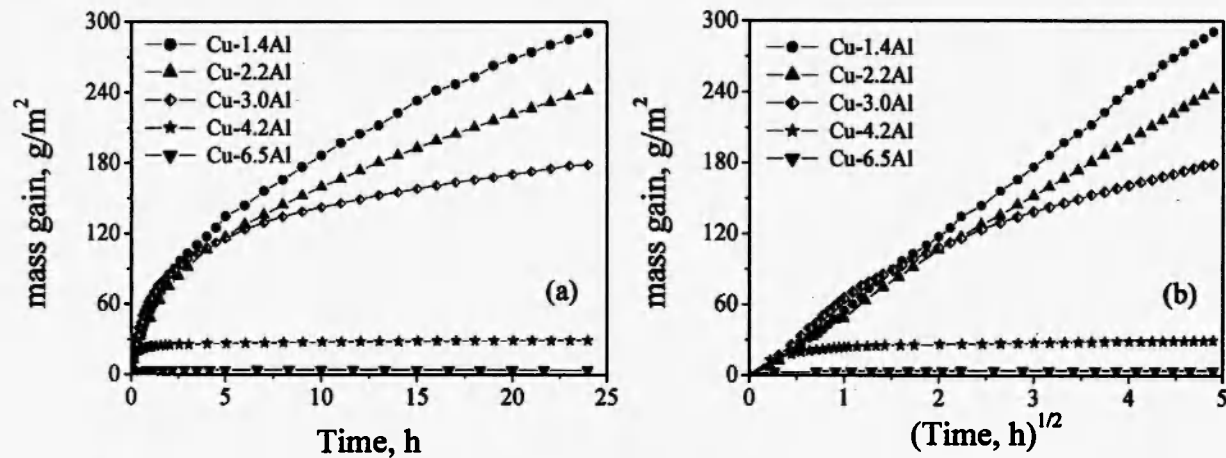 300
240
180
120
60
0
mass gain, g/m²
Cu-1.4Al
Cu-2.2Al
Cu-3.0Al
Cu-4.2Al
Cu-6.5Al
(a)
0 5 10 15 20 25
Time, h
300
240
180
120
60
0
mass gain, g/m²
Cu-1.4Al
Cu-2.2Al
Cu-3.0Al
Cu-4.2Al
Cu-6.5Al
(b)
0 1 2 3 4 5
(Time, h)^1/2